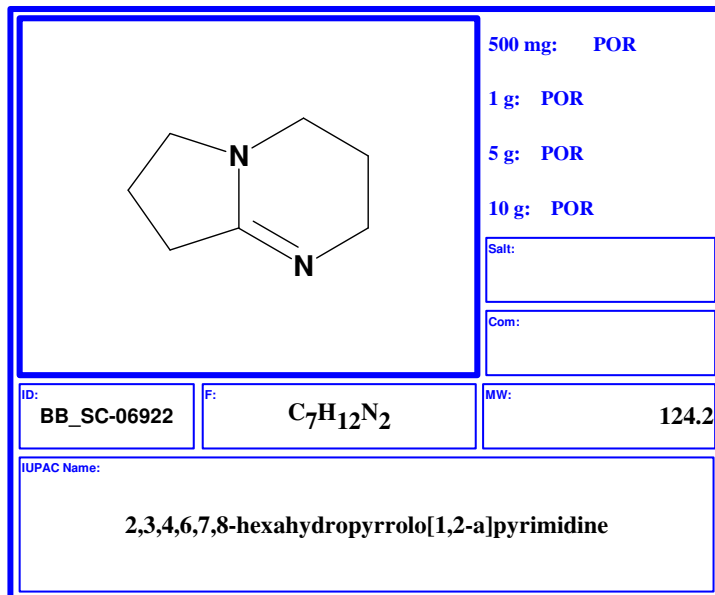 500 mg: POR
1 g: POR
5 g: POR
10 g: POR
N
N
Salt:
Com:
ID:
BB_SC-06922
F:
C7H12N2
MW:
124.2
IUPAC Name:
2,3,4,6,7,8-hexahydropyrrolo[1,2-a]pyrimidine